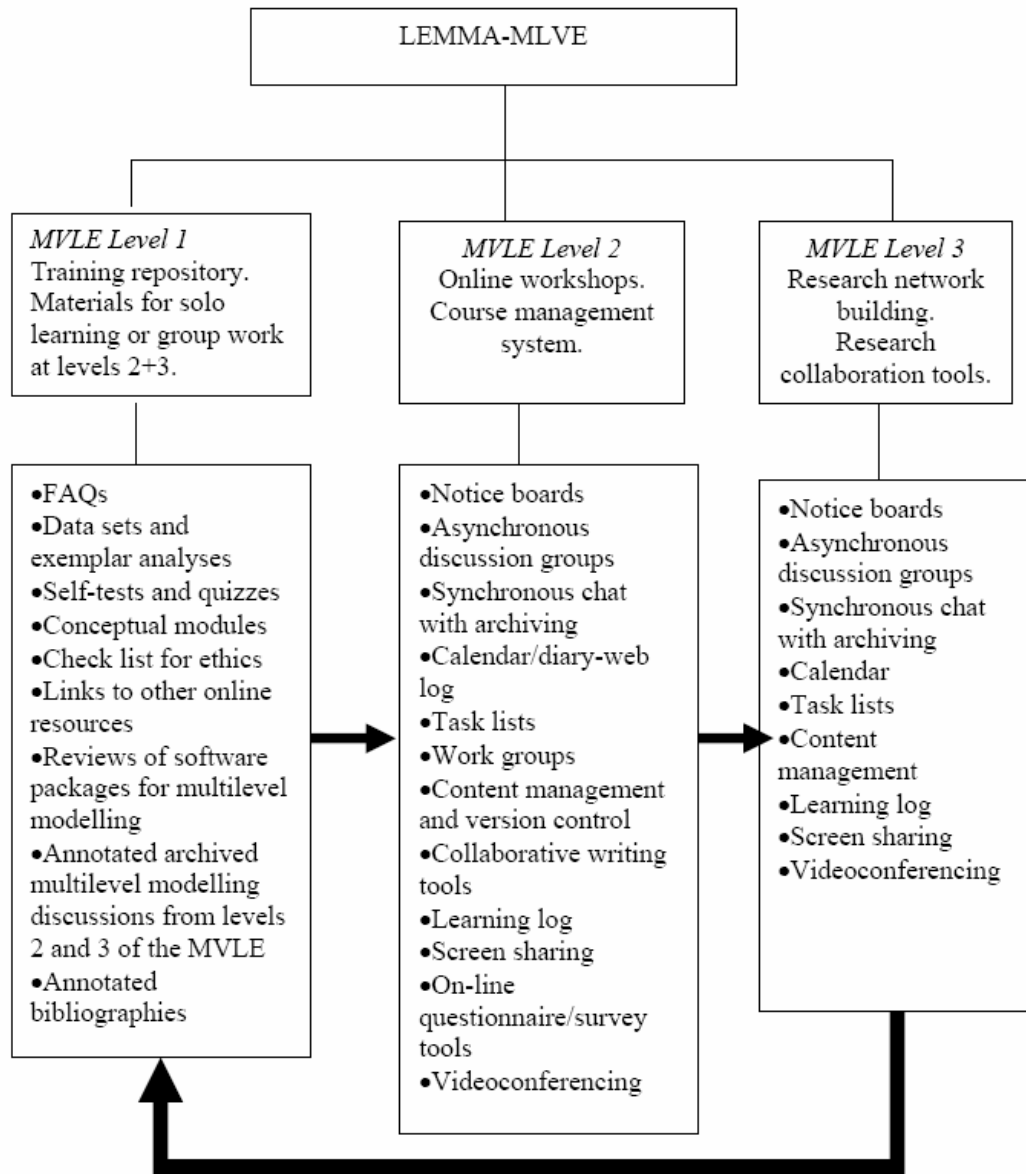 LEMMA-MLVE
MVLE Level 1
Training repository.
Materials for solo
learning or group work
at levels 2+3.
MVLE Level 2
Online workshops.
Course management
system.
MVLE Level 3
Research network
building.
Research
collaboration tools.
•FAQs
•Data sets and
exemplar analyses
•Self-tests and quizzes
•Conceptual modules
•Check list for ethics
•Links to other online
resources
•Reviews of software
packages for multilevel
modelling
•Annotated archived
multilevel modelling
discussions from levels
2 and 3 of the MVLE
•Annotated
bibliographies
•Notice boards
•Asynchronous
discussion groups
•Synchronous chat
with archiving
•Calendar/diary-web
log
•Task lists
•Work groups
•Content management
and version control
•Collaborative writing
tools
•Learning log
•Screen sharing
•On-line
questionnaire/survey
tools
•Videoconferencing
•Notice boards
•Asynchronous
discussion groups
•Synchronous chat
with archiving
•Calendar
•Task lists
•Content
management
•Learning log
•Screen sharing
•Videoconferencing